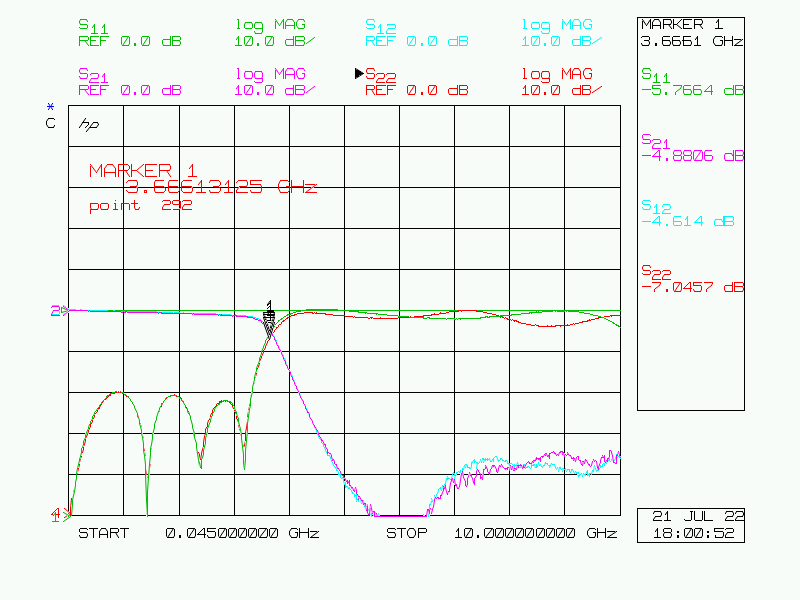 S11 log MAG S12 log MAG
REF 0.0 dB 10.0 dB/ REF 0.0 dB 10.0 dB/
S21 log MAG ▶S22 log MAG
REF 0.0 dB 10.0 dB/ REF 0.0 dB 10.0 dB/
MARKER 1
3.6661 GHz
S11
-5.7664 dB
S21
-4.8806 dB
S12
-4.614 dB
S22
-7.0457 dB
*
C hp
MARKER 1
3.66613125 GHz
point 292
1
START 0.045000000 GHz STOP 10.000000000 GHz
21 JUL 22
18:00:52